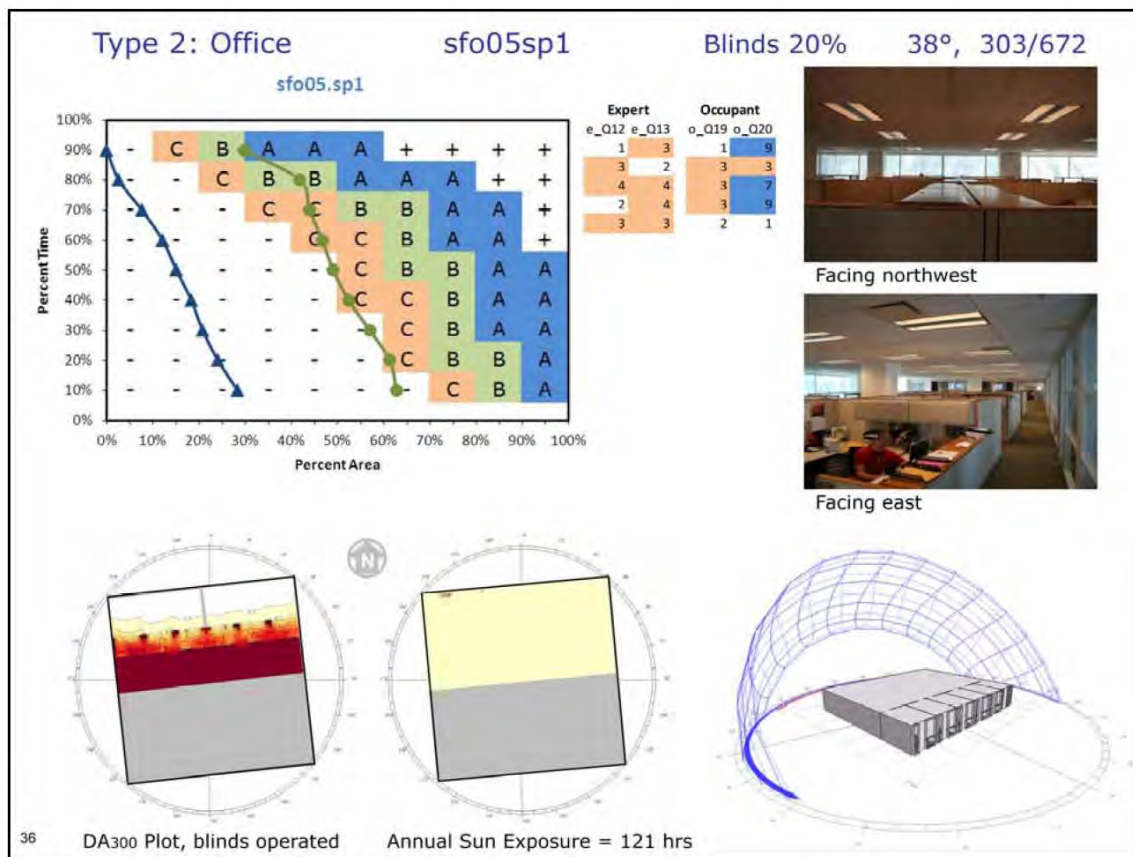 Type 2: Office sfo05sp1 Blinds 20% 38°, 303/672
sfo05.sp1
Percent Time
100%
90% - C B A A A + + + +
80% - - C B B A A A + +
70% - - - C C B B A A +
60% - - - - C C B A A +
50% - - - - - C B B A A
40% - - - - - C C B A A
30% - - - - - - C B A A
20% - - - - - - C B B A
10% - - - - - - - C B A
0%
0% 10% 20% 30% 40% 50% 60% 70% 80% 90% 100%
Percent Area
Expert Occupant
e_Q12 e_Q13 o_Q19 o_Q20
1 3 1 9
3 2 3 3
4 4 3 7
2 4 3 9
3 3 2 1
Facing northwest
Facing east
N
36 DA300 Plot, blinds operated Annual Sun Exposure = 121 hrs